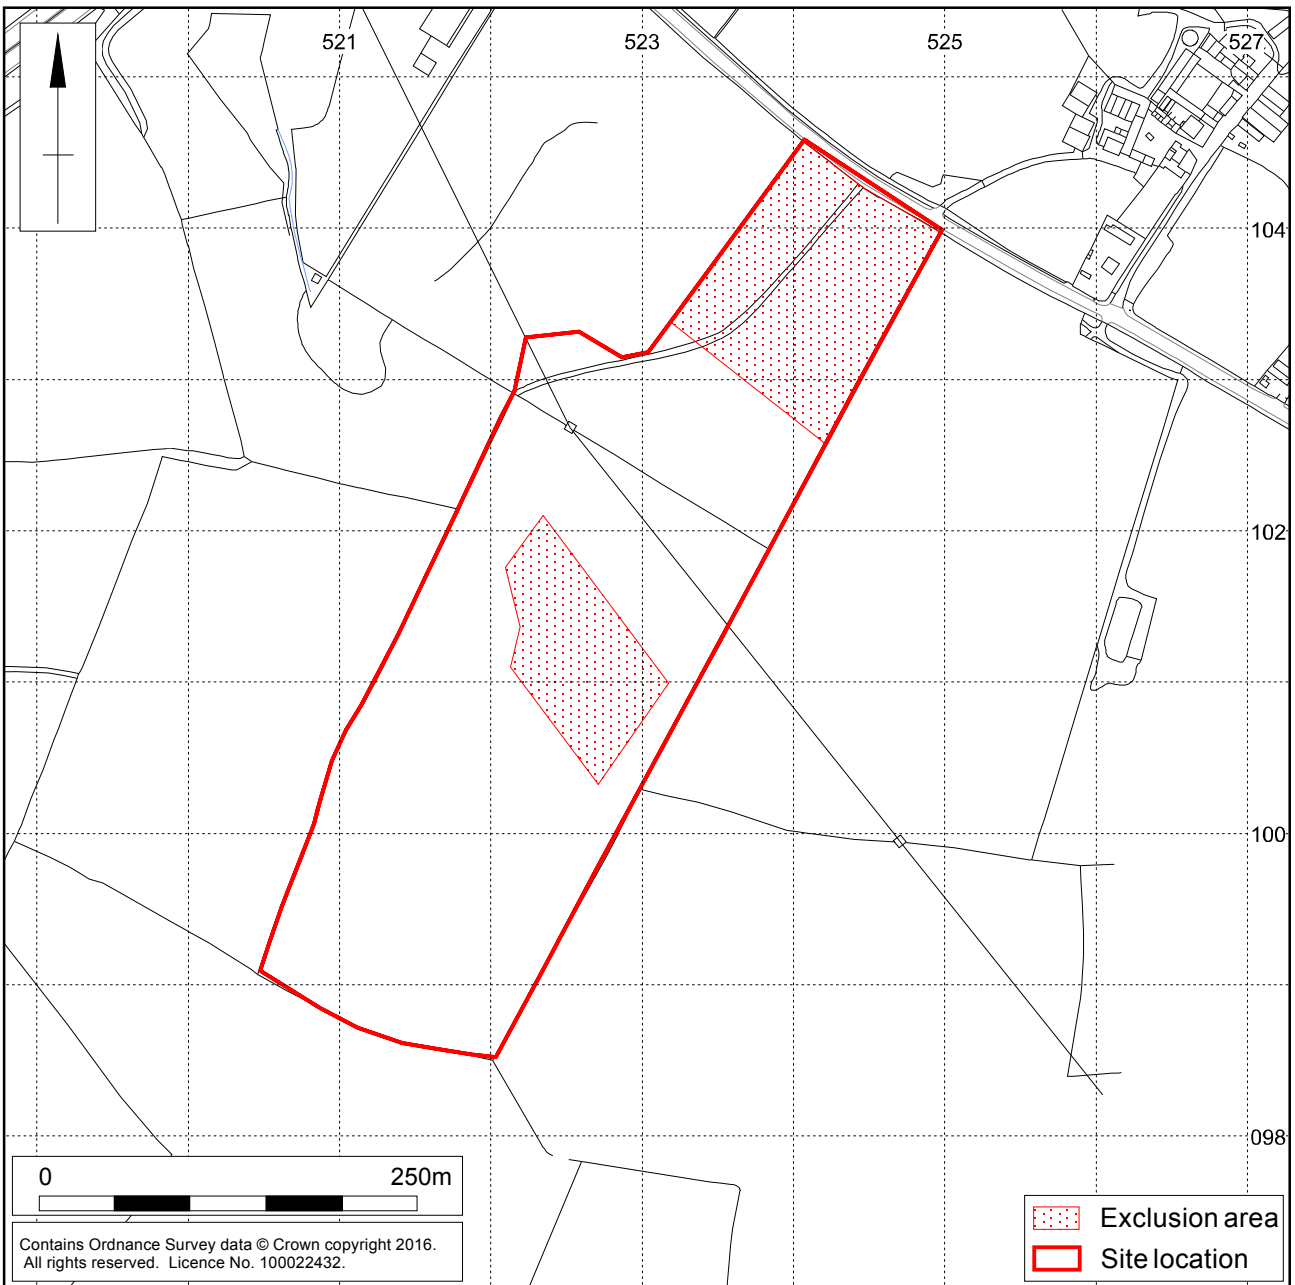 521 523 525 527
104
102
100
098
0 250m
Contains Ordnance Survey data © Crown copyright 2016.
All rights reserved. Licence No. 100022432.
Exclusion area
Site location